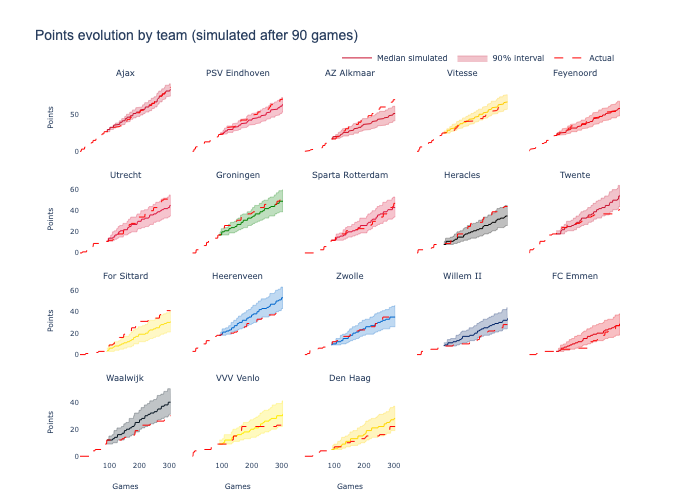 Points evolution by team (simulated after 90 games)
Median simulated 90% interval Actual
Ajax PSV Eindhoven AZ Alkmaar Vitesse Feyenoord
Points
50
0
Utrecht Groningen Sparta Rotterdam Heracles Twente
Points
60
40
20
0
For Sittard Heerenveen Zwolle Willem II FC Emmen
Points
60
40
20
0
Waalwijk VVV Venlo Den Haag
Points
40
20
0
100 200 300 100 200 300 100 200 300
Games Games Games